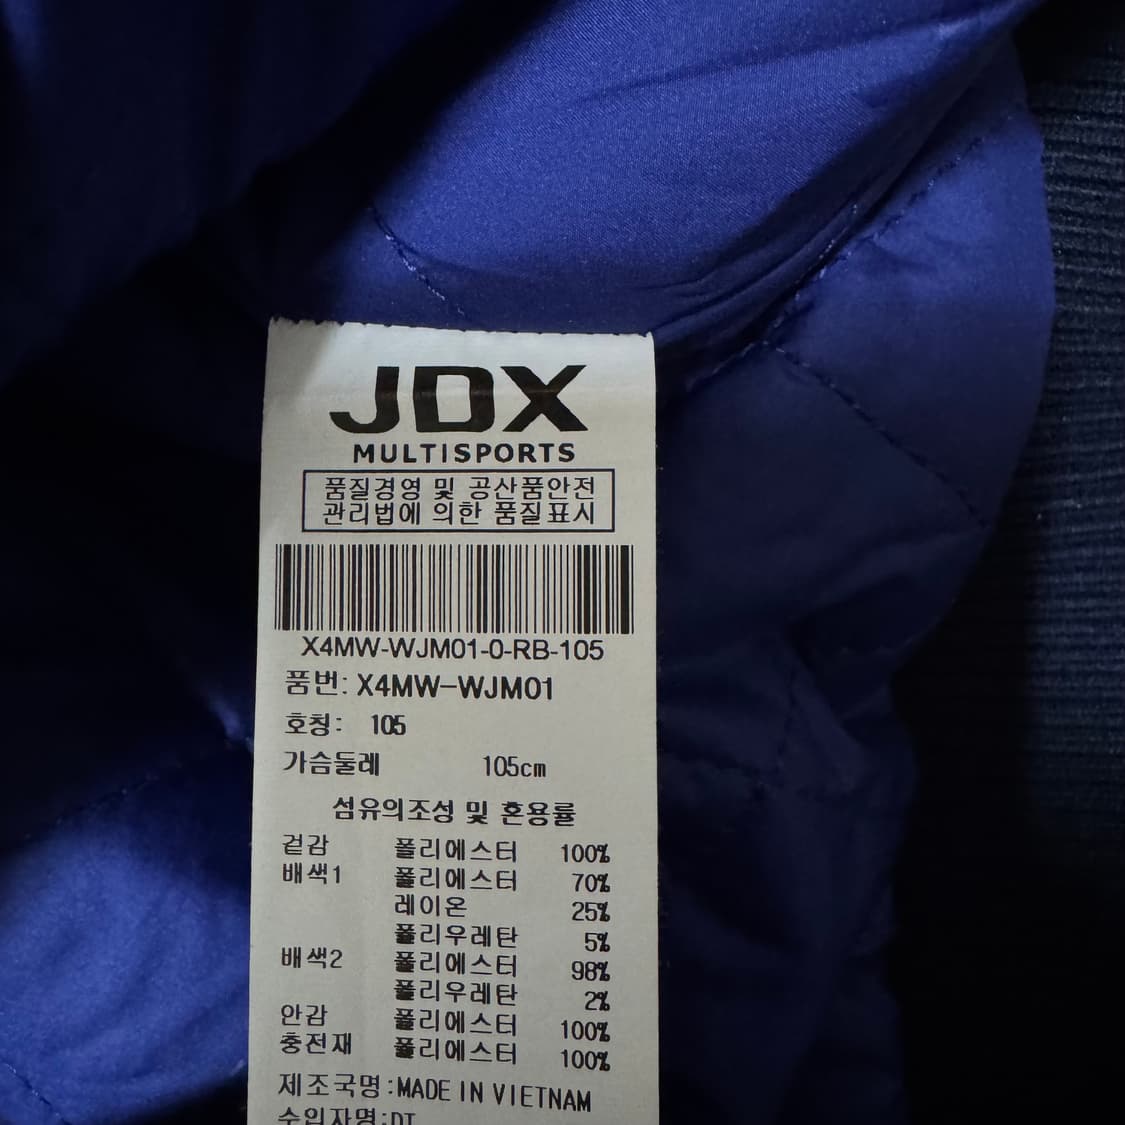 JDX
MULTISPORTS
품질경영 및 공산품안전
관리법에 의한 품질표시
X4MW-WJM01-0-RB-105
품번: X4MW-WJM01
호칭: 105
가슴둘레 105cm
섬유의조성 및 혼용률
겉감 폴리에스터 100%
배색1 폴리에스터 70%
레이온 25%
폴리우레탄 5%
배색2 폴리에스터 98%
폴리우레탄 2%
안감 폴리에스터 100%
충전재 폴리에스터 100%
제조국명:MADE IN VIETNAM
수입자명: